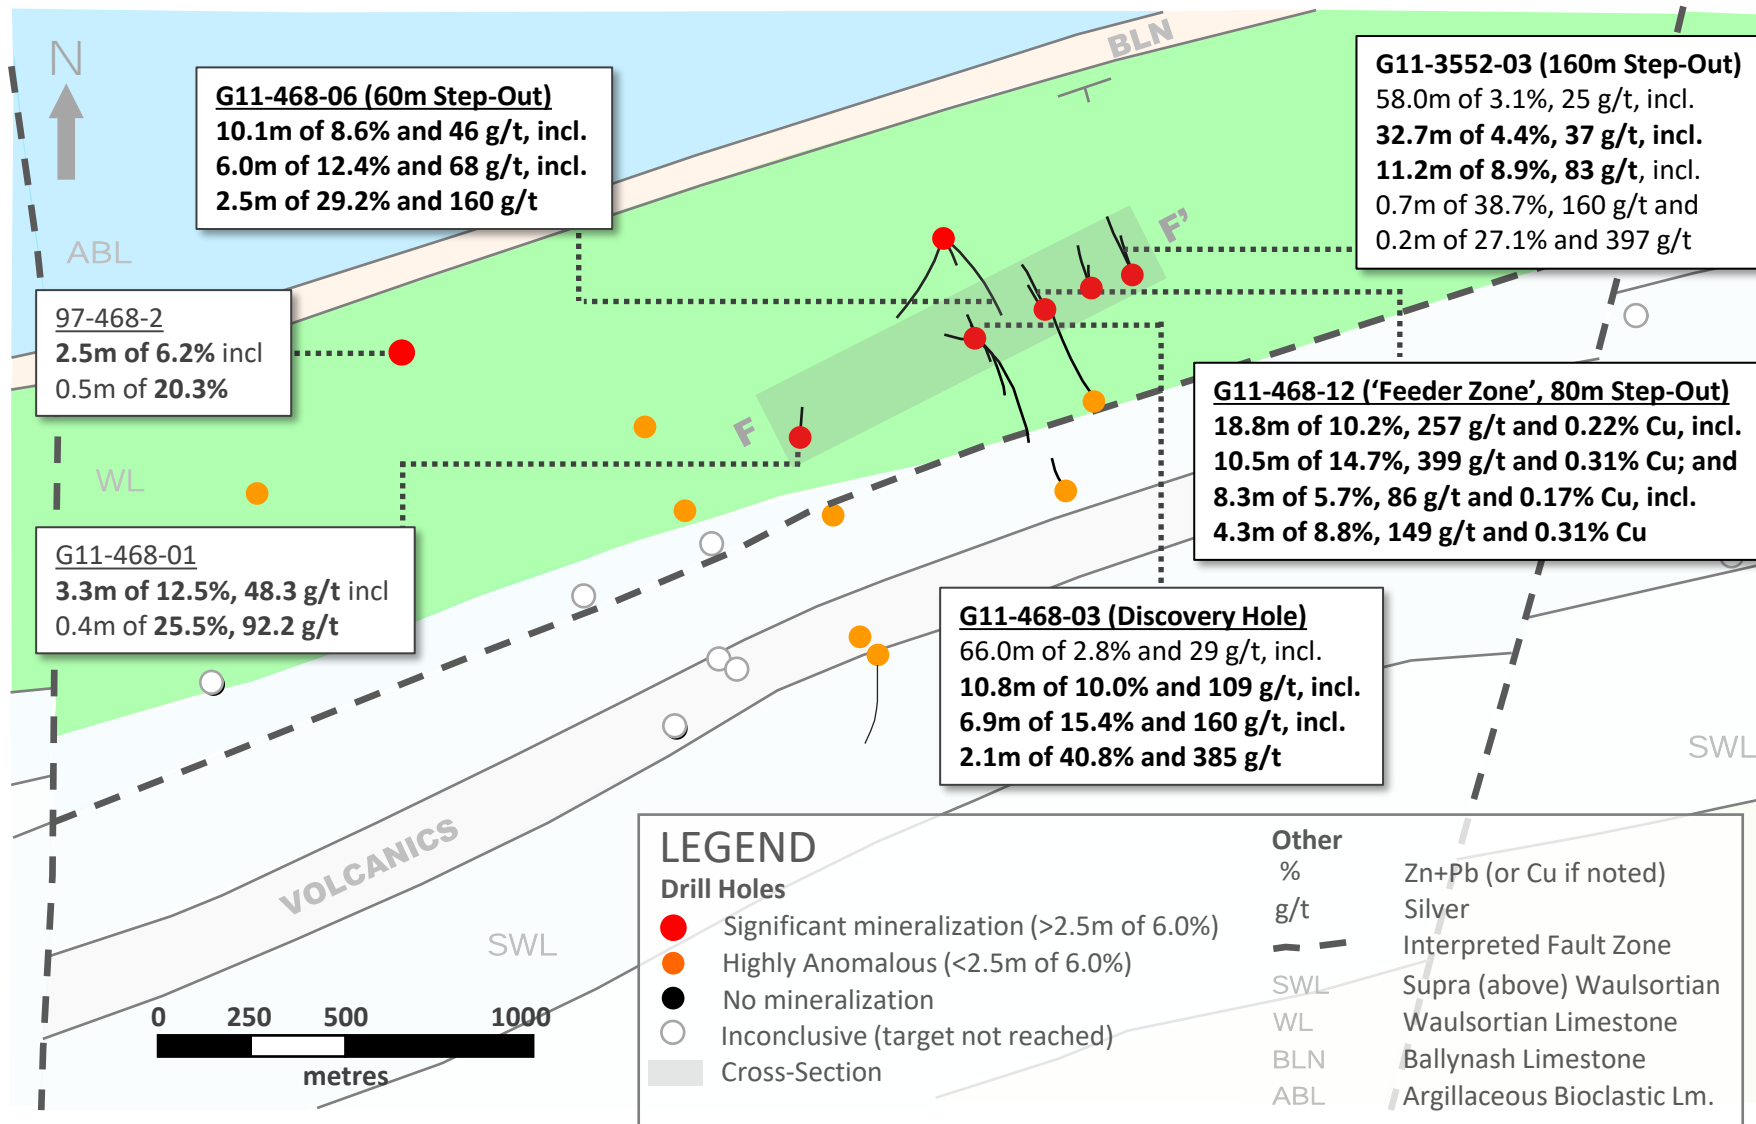 N
BLN
G11-468-06 (60m Step-Out)
10.1m of 8.6% and 46 g/t, incl.
6.0m of 12.4% and 68 g/t, incl.
2.5m of 29.2% and 160 g/t
G11-3552-03 (160m Step-Out)
58.0m of 3.1%, 25 g/t, incl.
32.7m of 4.4%, 37 g/t, incl.
11.2m of 8.9%, 83 g/t, incl.
0.7m of 38.7%, 160 g/t and
0.2m of 27.1% and 397 g/t
ABL
F’
97-468-2
2.5m of 6.2% incl
0.5m of 20.3%
F
WL
G11-468-12 (‘Feeder Zone’, 80m Step-Out)
18.8m of 10.2%, 257 g/t and 0.22% Cu, incl.
10.5m of 14.7%, 399 g/t and 0.31% Cu; and
8.3m of 5.7%, 86 g/t and 0.17% Cu, incl.
4.3m of 8.8%, 149 g/t and 0.31% Cu
G11-468-01
3.3m of 12.5%, 48.3 g/t incl
0.4m of 25.5%, 92.2 g/t
G11-468-03 (Discovery Hole)
66.0m of 2.8% and 29 g/t, incl.
10.8m of 10.0% and 109 g/t, incl.
6.9m of 15.4% and 160 g/t, incl.
2.1m of 40.8% and 385 g/t
SWL
VOLCANICS
SWL
0 250 500 1000
metres
LEGEND
Drill Holes
Significant mineralization (>2.5m of 6.0%)
Highly Anomalous (<2.5m of 6.0%)
No mineralization
Inconclusive (target not reached)
Cross-Section
Other
% Zn+Pb (or Cu if noted)
g/t Silver
Interpreted Fault Zone
SWL Supra (above) Waulsortian
WL Waulsortian Limestone
BLN Ballynash Limestone
ABL Argillaceous Bioclastic Lm.